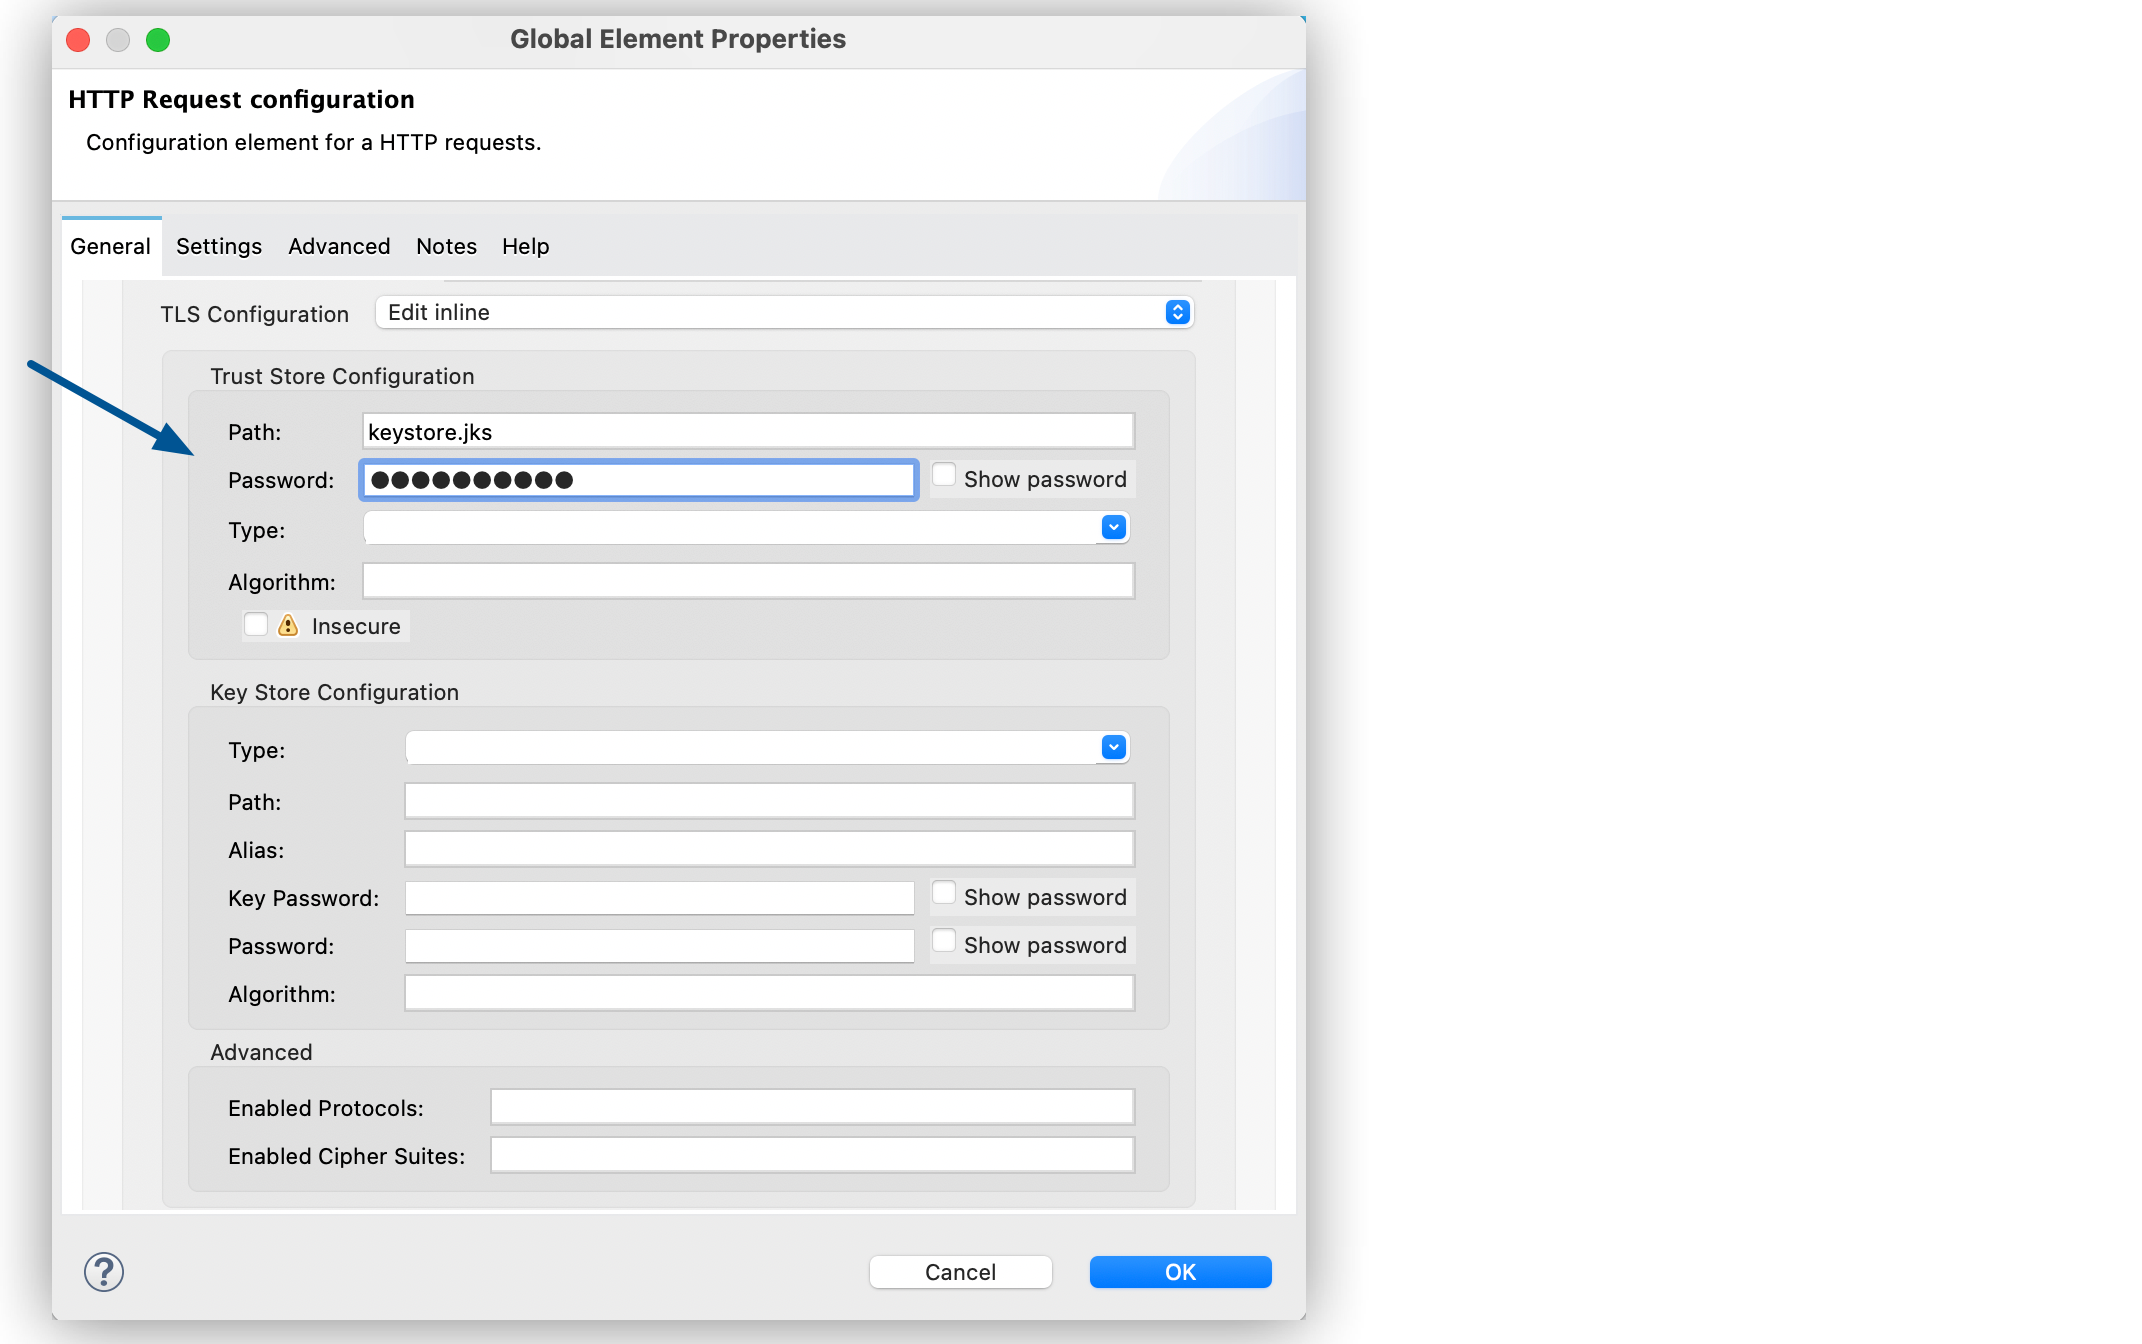 Global Element Properties
HTTP Request configuration
Configuration element for a HTTP requests.
General Settings Advanced Notes Help
TLS Configuration Edit inline
Trust Store Configuration
Path: keystore.jks
Password: ●●●●●●●●●● Show password
Type:
Algorithm:
Insecure
Key Store Configuration
Type:
Path:
Alias:
Key Password: Show password
Password: Show password
Algorithm:
Advanced
Enabled Protocols:
Enabled Cipher Suites:
? Cancel OK